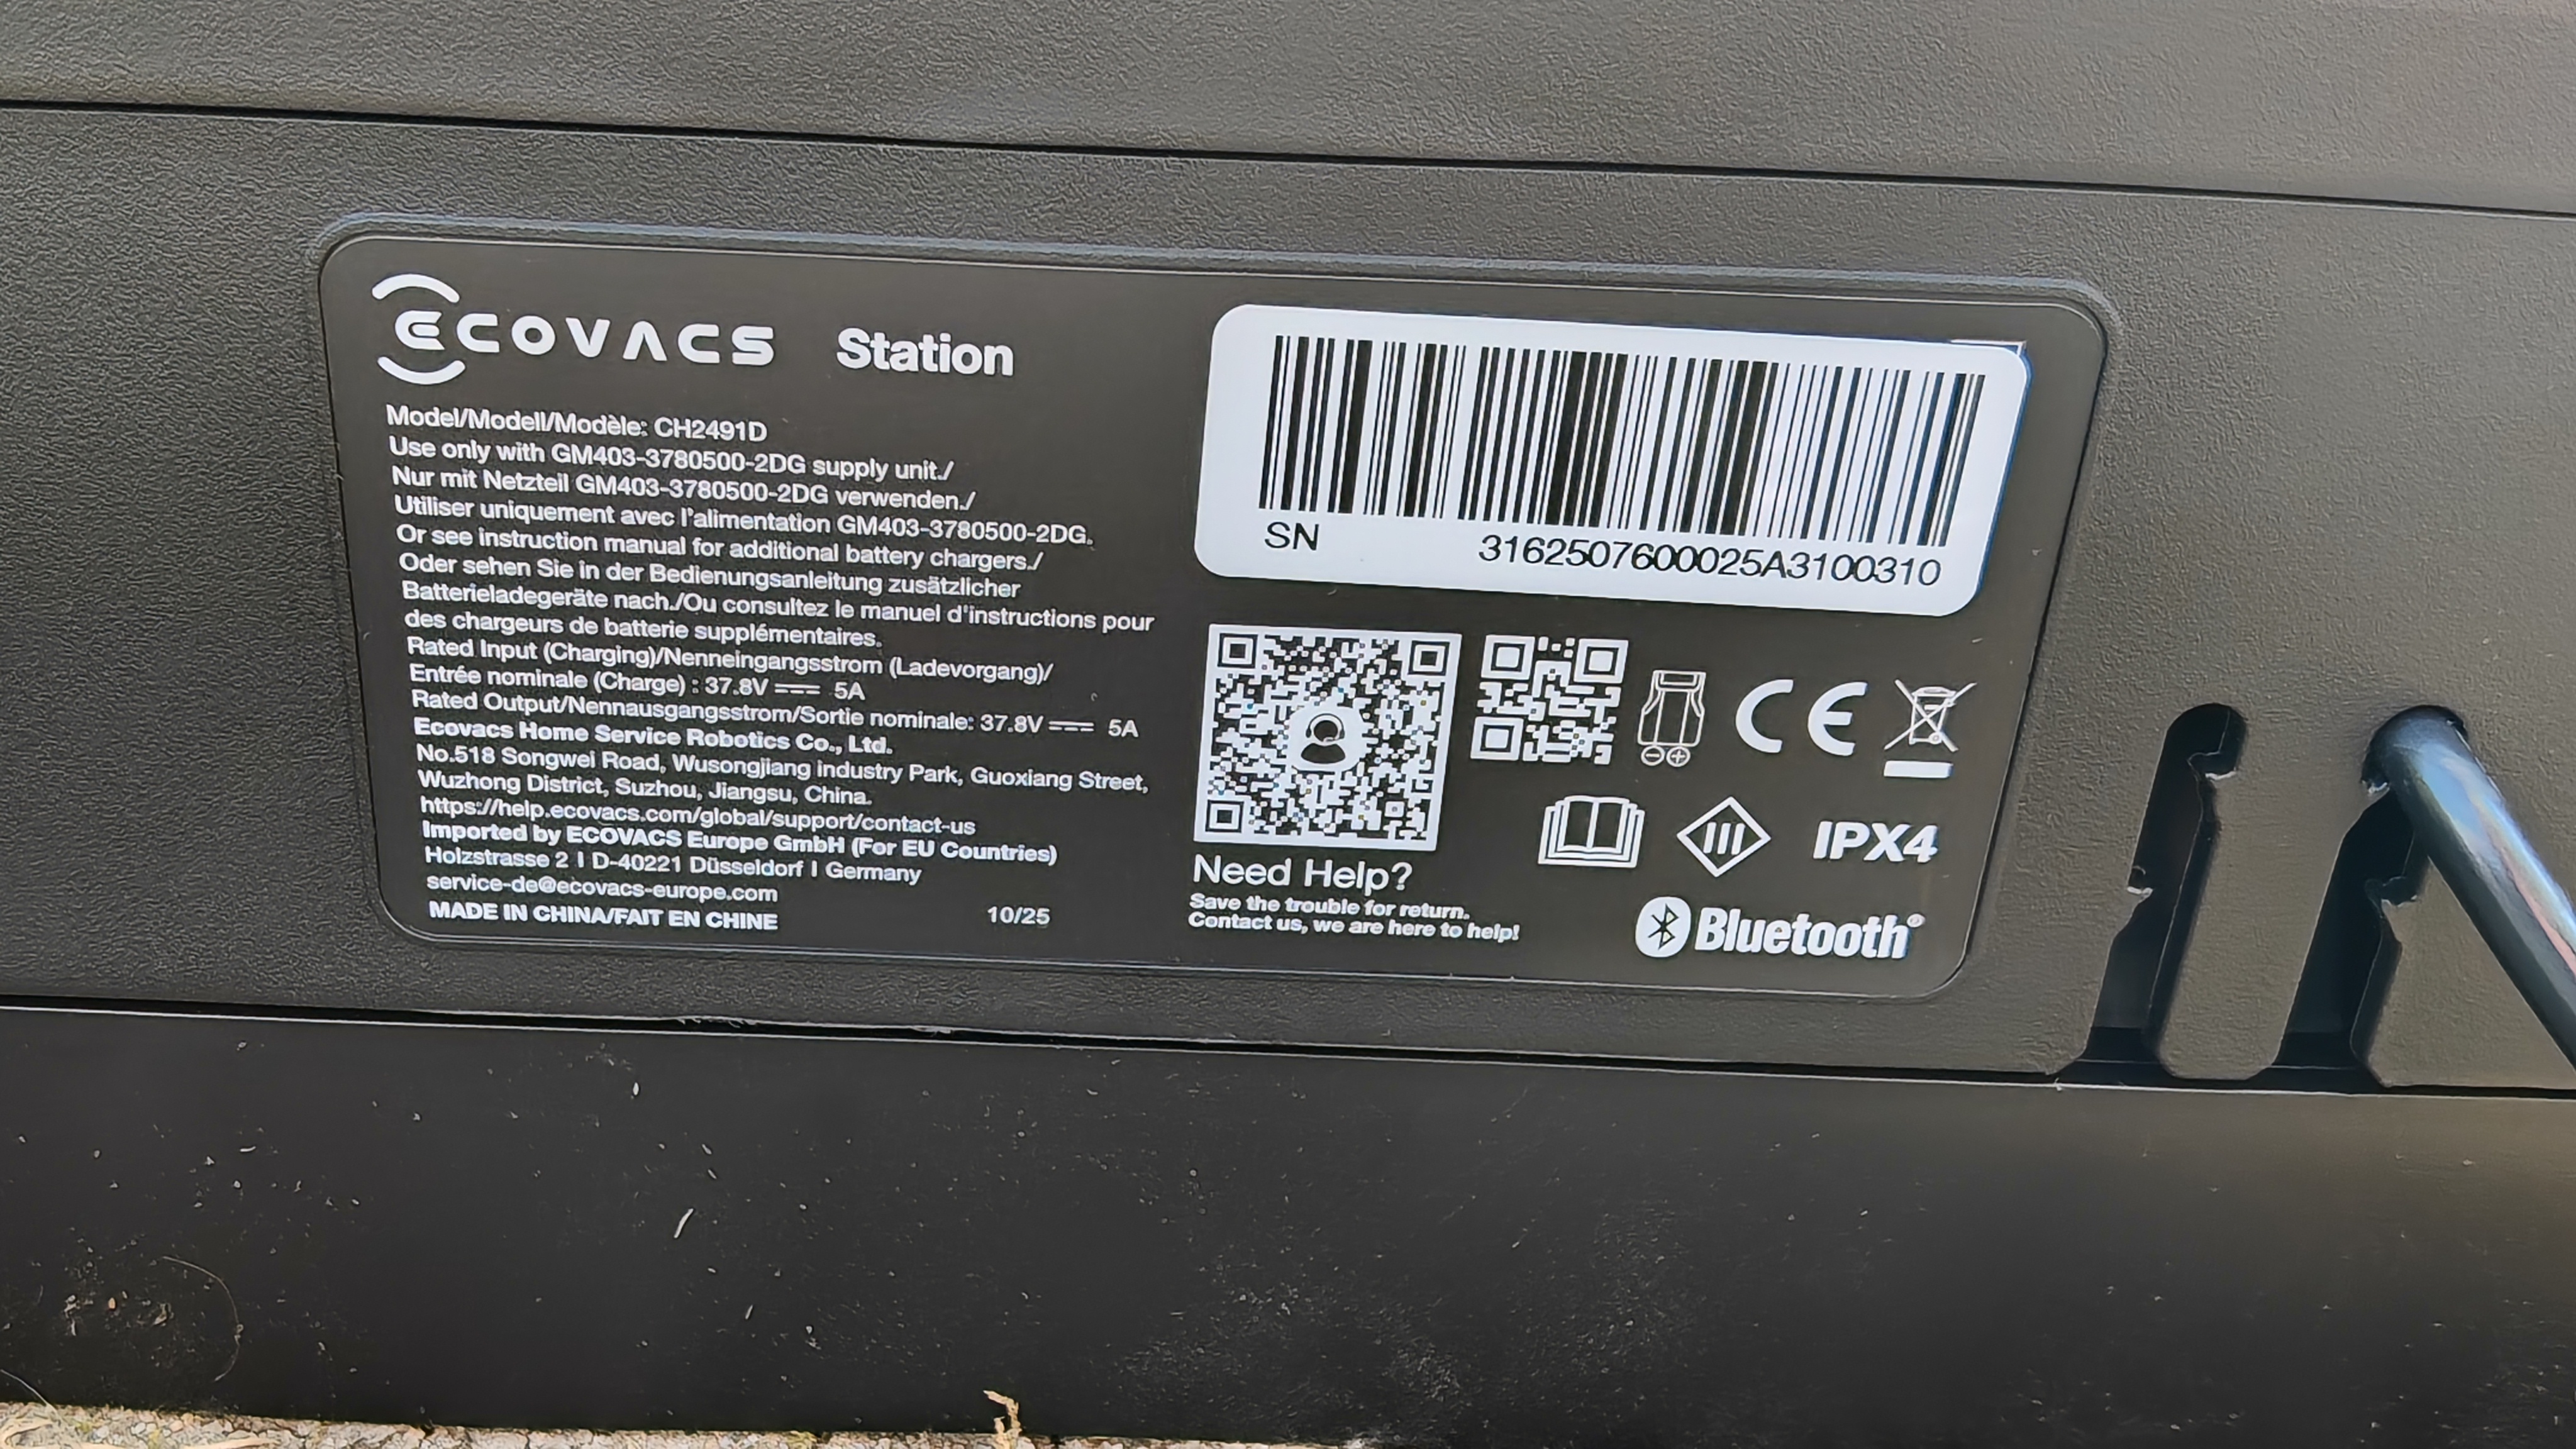 ECOVACS Station
Model/Modell/Modèle: CH2491D
Use only with GM403-3780500-2DG supply unit./
Nur mit Netzteil GM403-3780500-2DG verwenden./
Utiliser uniquement avec l'alimentation GM403-3780500-2DG.
Or see instruction manual for additional battery chargers./
Oder sehen Sie in der Bedienungsanleitung zusätzlicher
Batterieladegeräte nach./Ou consultez le manuel d'instructions pour
des chargeurs de batterie supplémentaires.
Rated Input (Charging)/Nenneingangsstrom (Ladevorgang)/
Entrée nominale (Charge) : 37.8V 5A
Rated Output/Nennausgangsstrom/Sortie nominale: 37.8V 5A
Ecovacs Home Service Robotics Co., Ltd.
No.518 Songwei Road, Wusongjiang industry Park, Guoxiang Street,
Wuzhong District, Suzhou, Jiangsu, China.
https://help.ecovacs.com/global/support/contact-us
Imported by ECOVACS Europe GmbH (For EU Countries)
Holzstrasse 2 I D-40221 Düsseldorf I Germany
service-de@ecovacs-europe.com
MADE IN CHINA/FAIT EN CHINE 10/25
SN 3162507600025A3100310
CE
III
IPX4
Need Help?
Save the trouble for return.
Contact us, we are here to help!
Bluetooth®